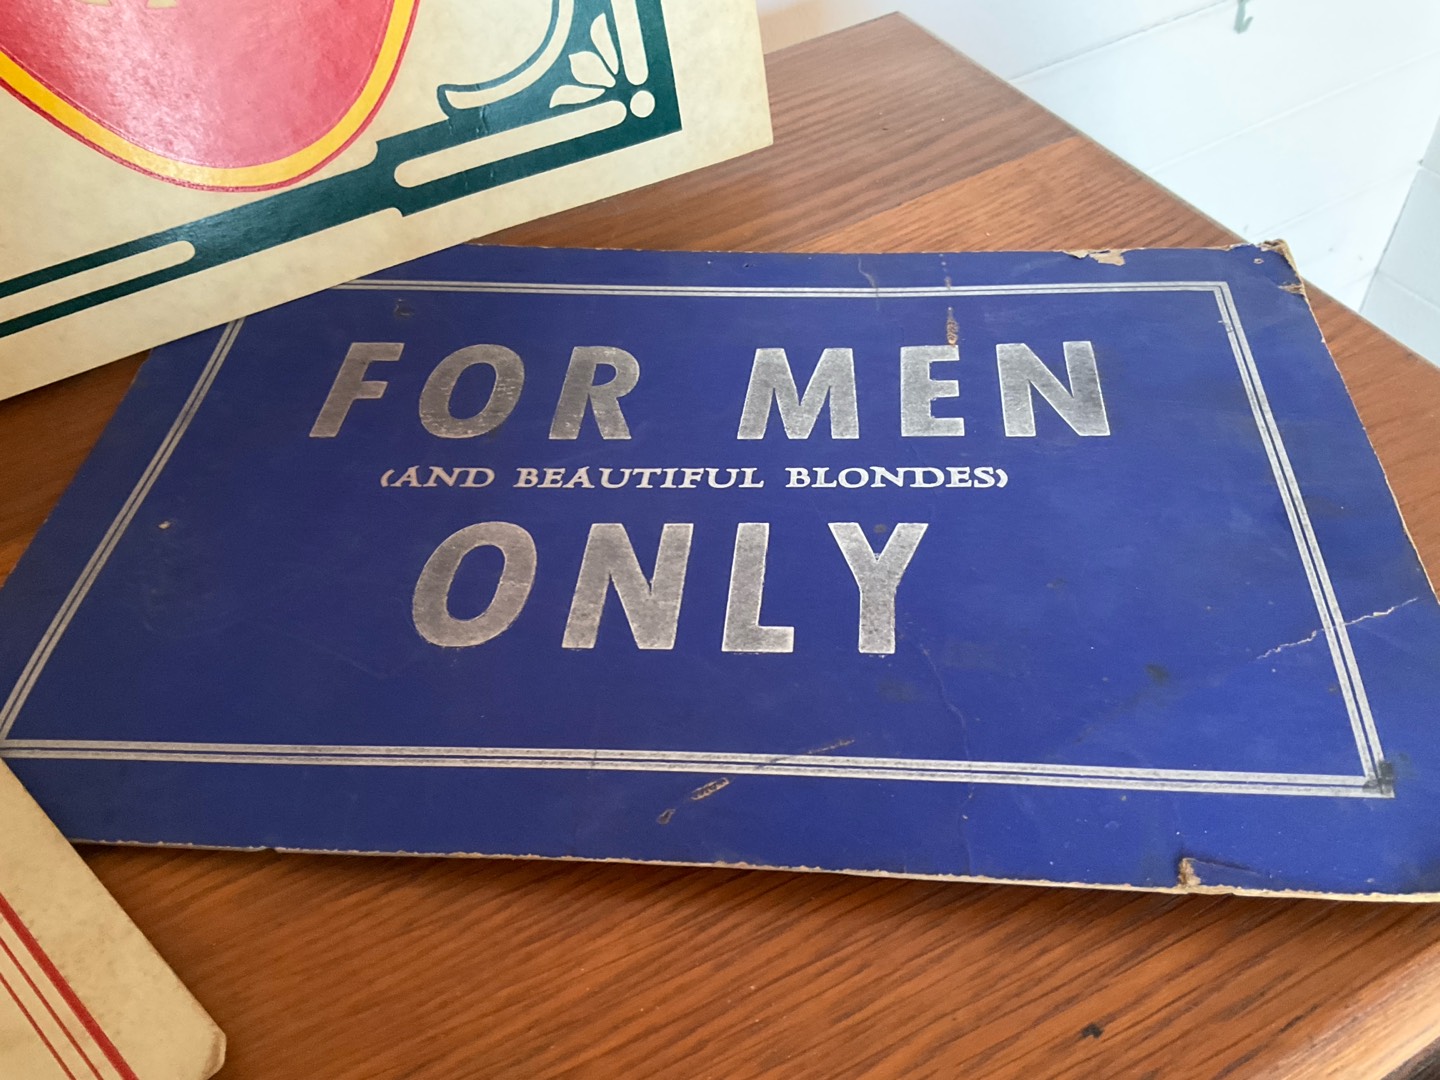 FOR MEN
(AND BEAUTIFUL BLONDES)
ONLY